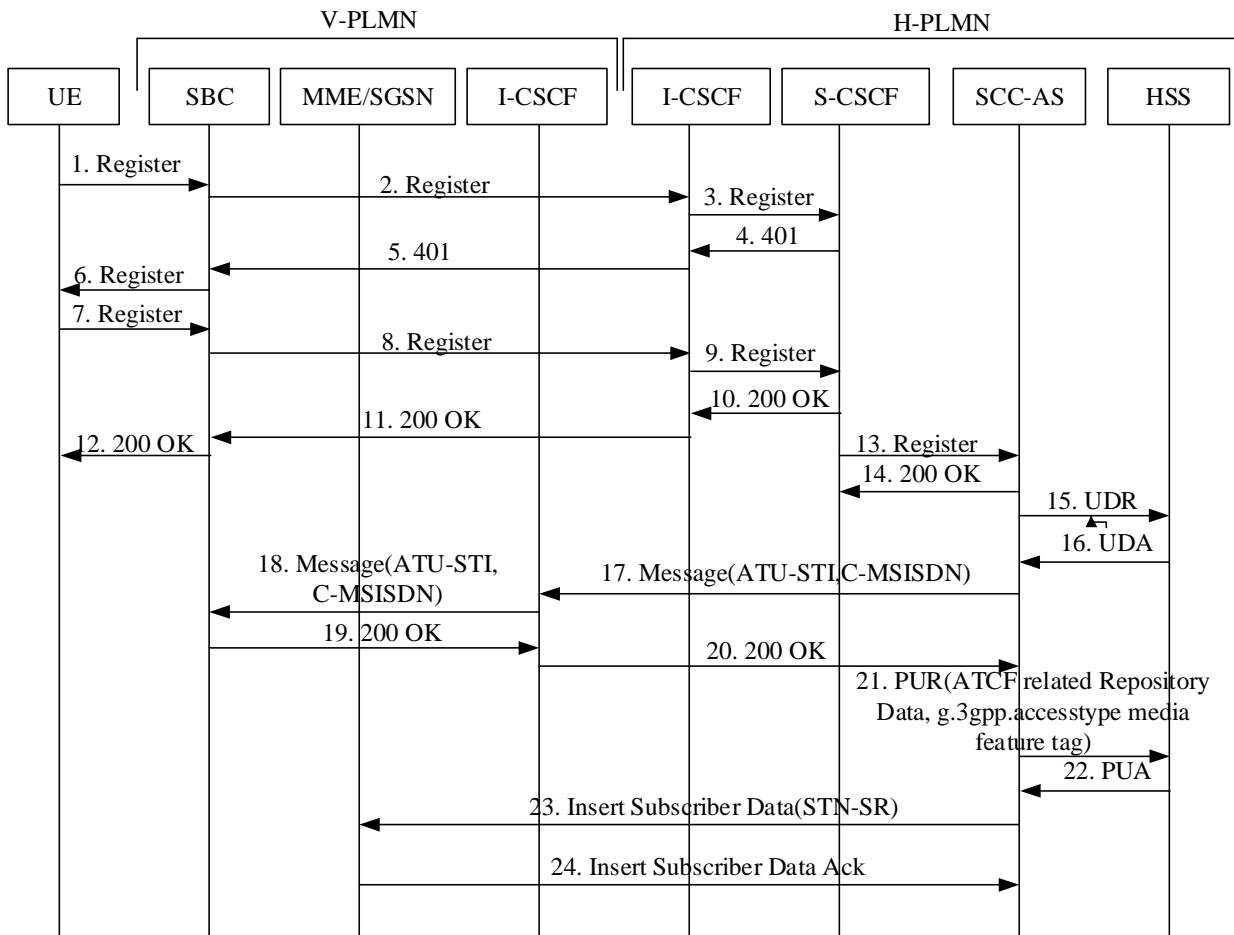 V-PLMN
H-PLMN
UE
SBC
MME/SGSN
I-CSCF
I-CSCF
S-CSCF
SCC-AS
HSS
1. Register
2. Register
3. Register
4. 401
5. 401
6. Register
7. Register
8. Register
9. Register
10. 200 OK
11. 200 OK
12. 200 OK
13. Register
14. 200 OK
15. UDR
16. UDA
17. Message(ATU-STI,C-MSISDN)
18. Message(ATU-STI,
C-MSISDN)
19. 200 OK
20. 200 OK
21. PUR(ATCF related Repository
Data, g.3gpp.accesstype media
feature tag)
22. PUA
23. Insert Subscriber Data(STN-SR)
24. Insert Subscriber Data Ack